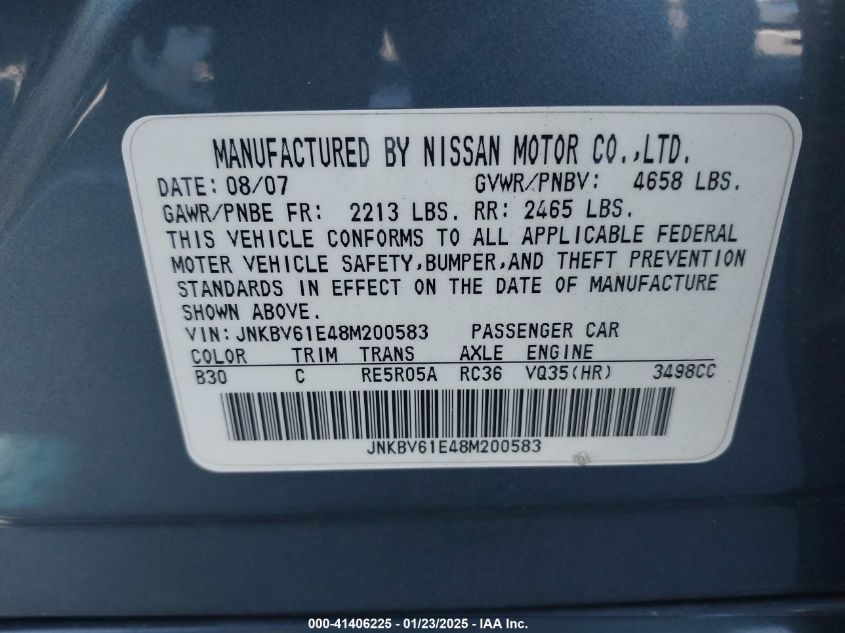 MANUFACTURED BY NISSAN MOTOR CO.,LTD.
DATE: 08/07 GVWR/PNBV: 4658 LBS.
GAWR/PNBE FR: 2213 LBS. RR: 2465 LBS.
THIS VEHICLE CONFORMS TO ALL APPLICABLE FEDERAL
MOTER VEHICLE SAFETY,BUMPER,AND THEFT PREVENTION
STANDARDS IN EFFECT ON THE DATE OF MANUFACTURE
SHOWN ABOVE.
VIN:JNKBV61E48M200583 PASSENGER CAR
COLOR TRIM TRANS AXLE ENGINE
B30 C RE5R05A RC36 VQ35(HR) 3498CC
JNKBV61E48M200583
000-41406225 - 01/23/2025 - IAA Inc.